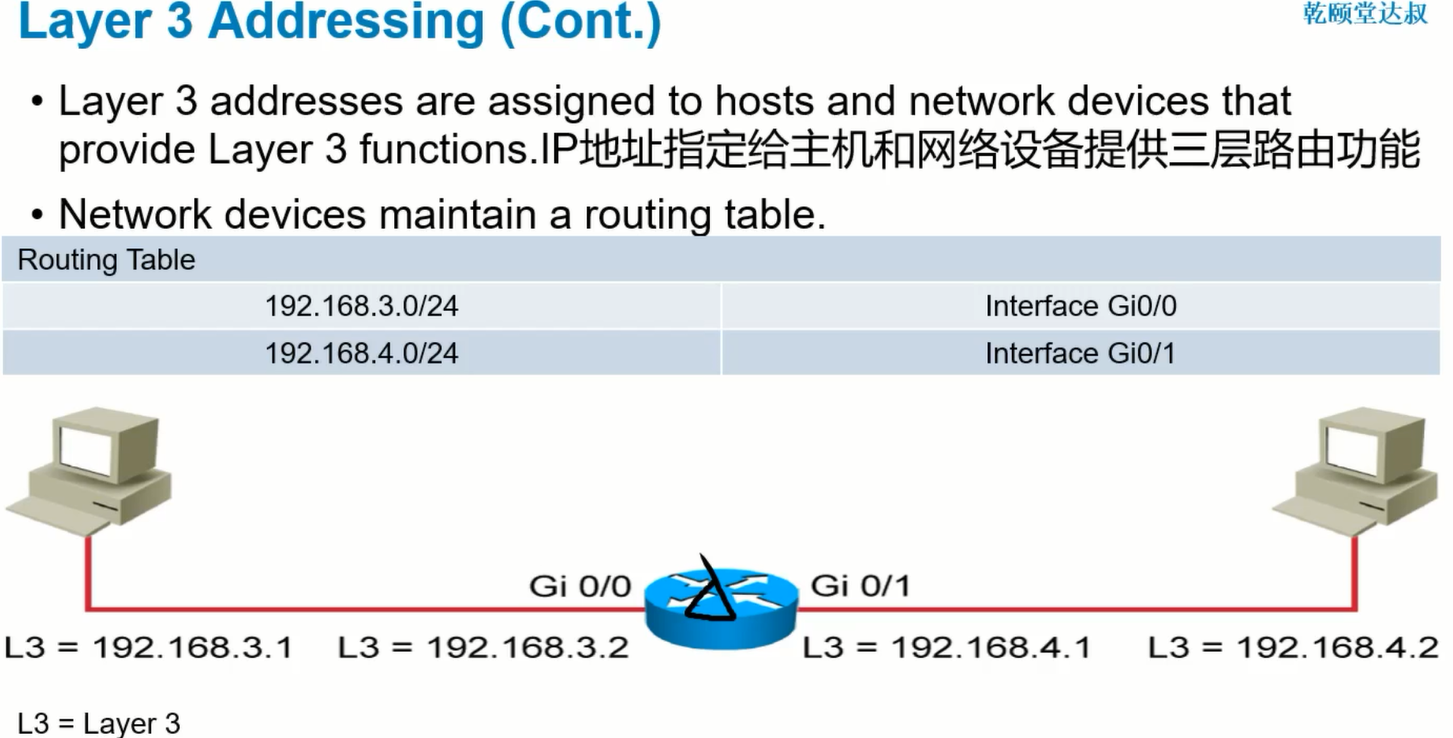 Layer 3 Addressing (Cont.)
乾颐堂达叔
• Layer 3 addresses are assigned to hosts and network devices that
provide Layer 3 functions.IP地址指定给主机和网络设备提供三层路由功能
• Network devices maintain a routing table.
Routing Table
192.168.3.0/24 Interface Gi0/0
192.168.4.0/24 Interface Gi0/1
Gi 0/0 Gi 0/1
L3 = 192.168.3.1 L3 = 192.168.3.2 L3 = 192.168.4.1 L3 = 192.168.4.2
L3 = Layer 3